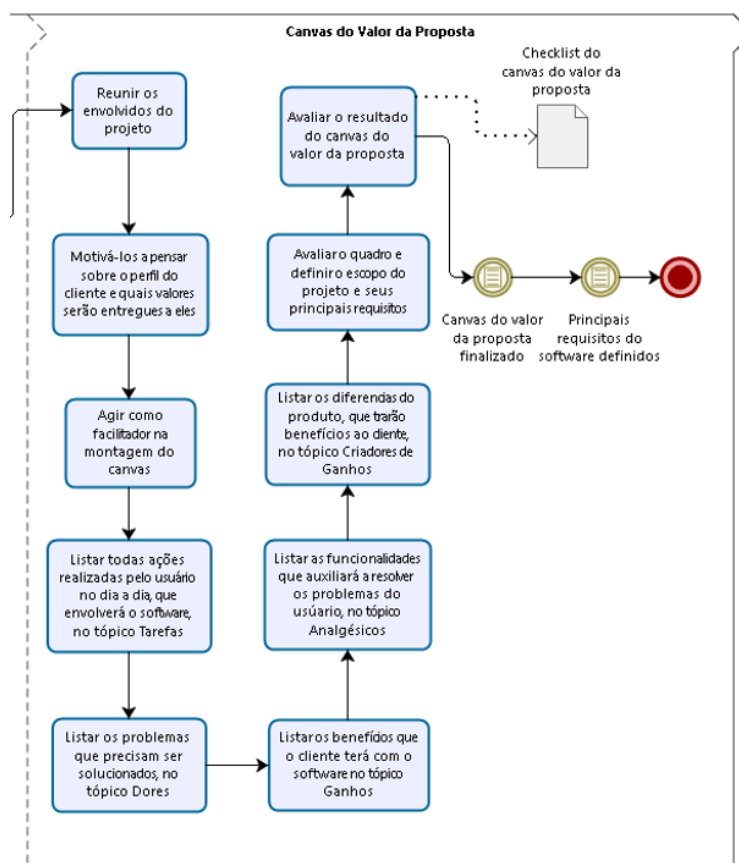 Canvas do Valor da Proposta
Reunir os
envolvidos do
projeto
Motivá-los a pensar
sobre o perfil do
cliente e quais valores
serão entregues a eles
Agir como
facilitador na
montagem do
canvas
Listar todas ações
realizadas pelo usuário
no dia a dia, que
envolverá o software,
no tópico Tarefas
Listar os problemas
que precisam ser
solucionados, no
tópico Dores
Listar os benefícios que
o cliente terá com o
software no tópico
Ganhos
Listar as funcionalidades
que auxiliará a resolver
os problemas do
usúario, no tópico
Analgésicos
Listar os diferencias do
produto, que trarão
benefícios ao cliente,
no tópico Criadores de
Ganhos
Avaliar o quadro e
definir o escopo do
projeto e seus
principais requisitos
Avaliar o resultado
do canvas do
valor da proposta
Checklist do
canvas do valor da
proposta
Canvas do valor
da proposta
finalizado
Principais
requisitos do
software definidos